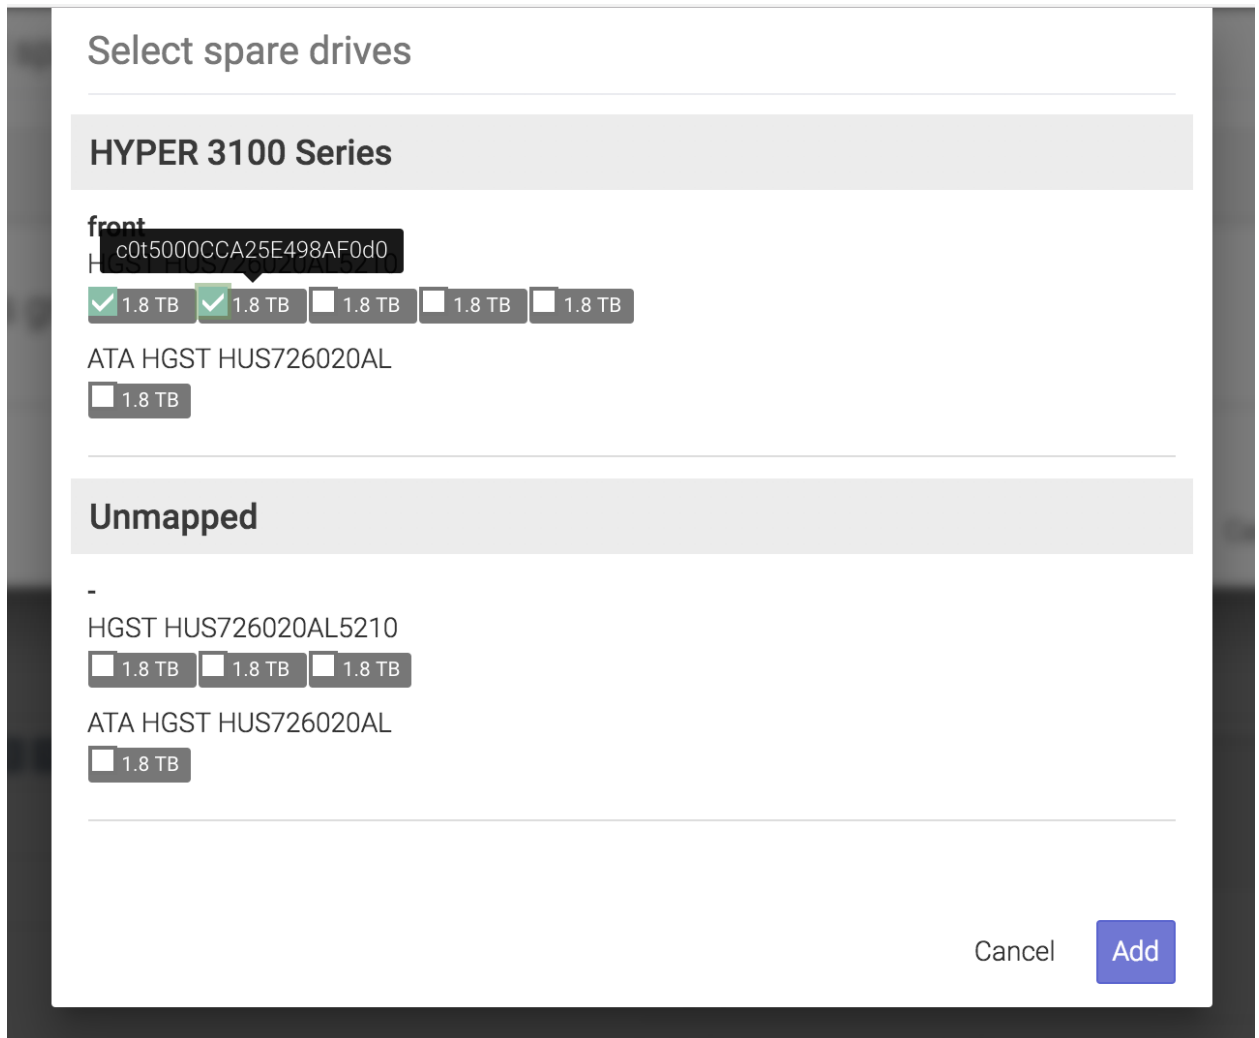 Select spare drives
HYPER 3100 Series
front
c0t5000CCA25E498AF0d0
HGST HUS726020AL5210
1.8 TB 1.8 TB 1.8 TB 1.8 TB 1.8 TB
ATA HGST HUS726020AL
1.8 TB
Unmapped
-
HGST HUS726020AL5210
1.8 TB 1.8 TB 1.8 TB
ATA HGST HUS726020AL
1.8 TB
Cancel Add